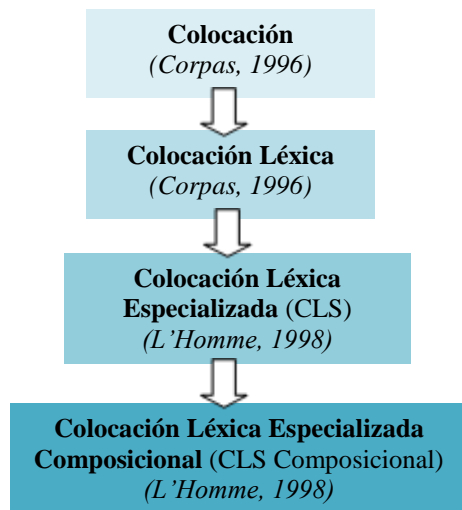 Colocación
(Corpas, 1996)
Colocación Léxica
(Corpas, 1996)
Colocación Léxica
Especializada (CLS)
(L’Homme, 1998)
Colocación Léxica Especializada
Composicional (CLS Composicional)
(L’Homme, 1998)